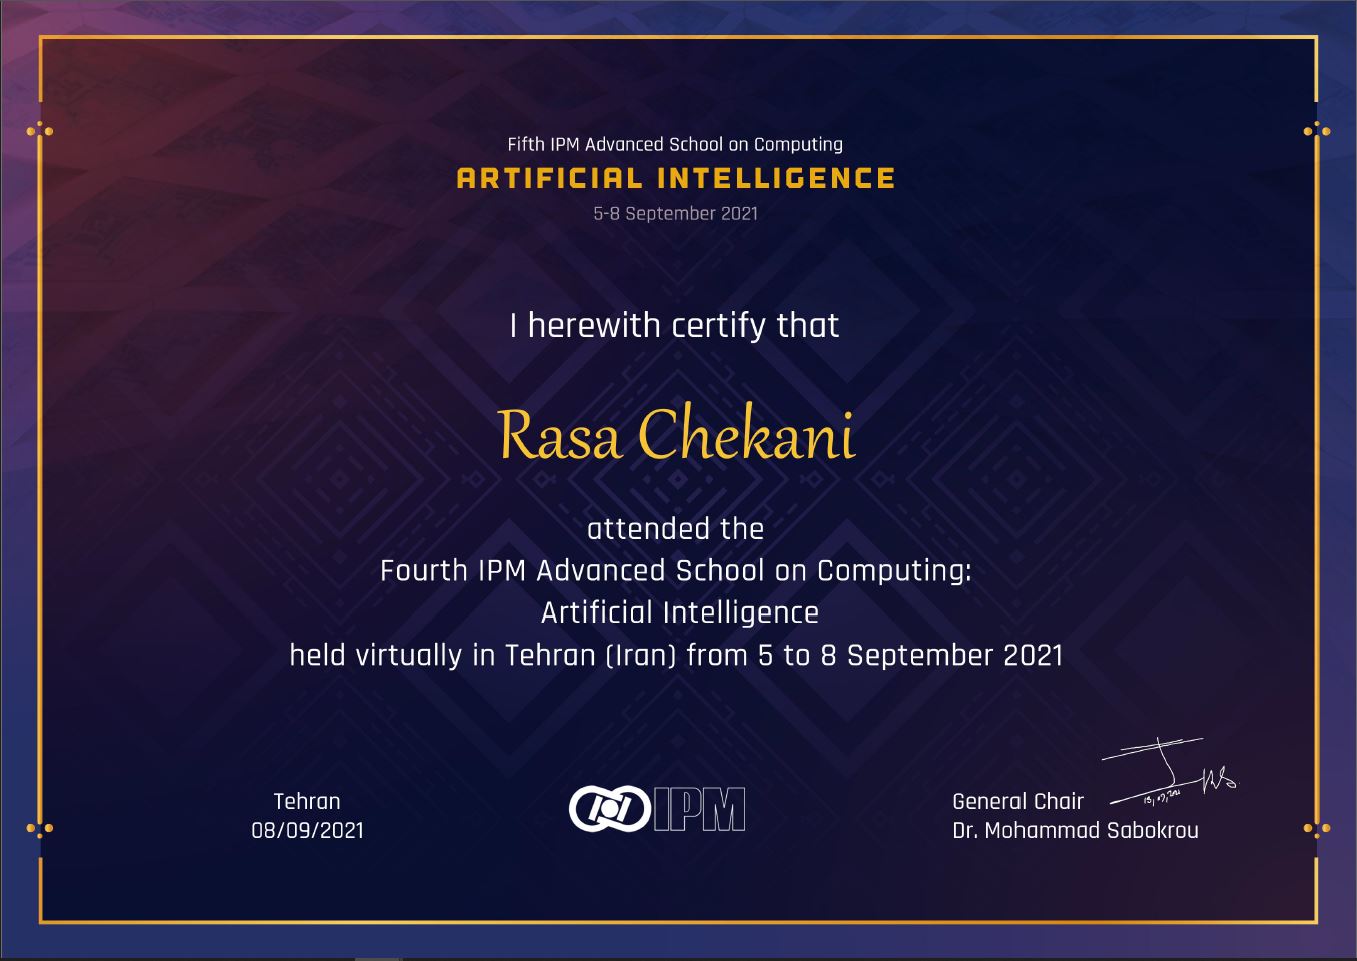 Fifth IPM Advanced School on Computing
ARTIFICIAL INTELLIGENCE
5-8 September 2021
I herewith certify that
Rasa Chekani
attended the
Fourth IPM Advanced School on Computing:
Artificial Intelligence
held virtually in Tehran (Iran) from 5 to 8 September 2021
Tehran
08/09/2021
IPM
General Chair
Dr. Mohammad Sabokrou